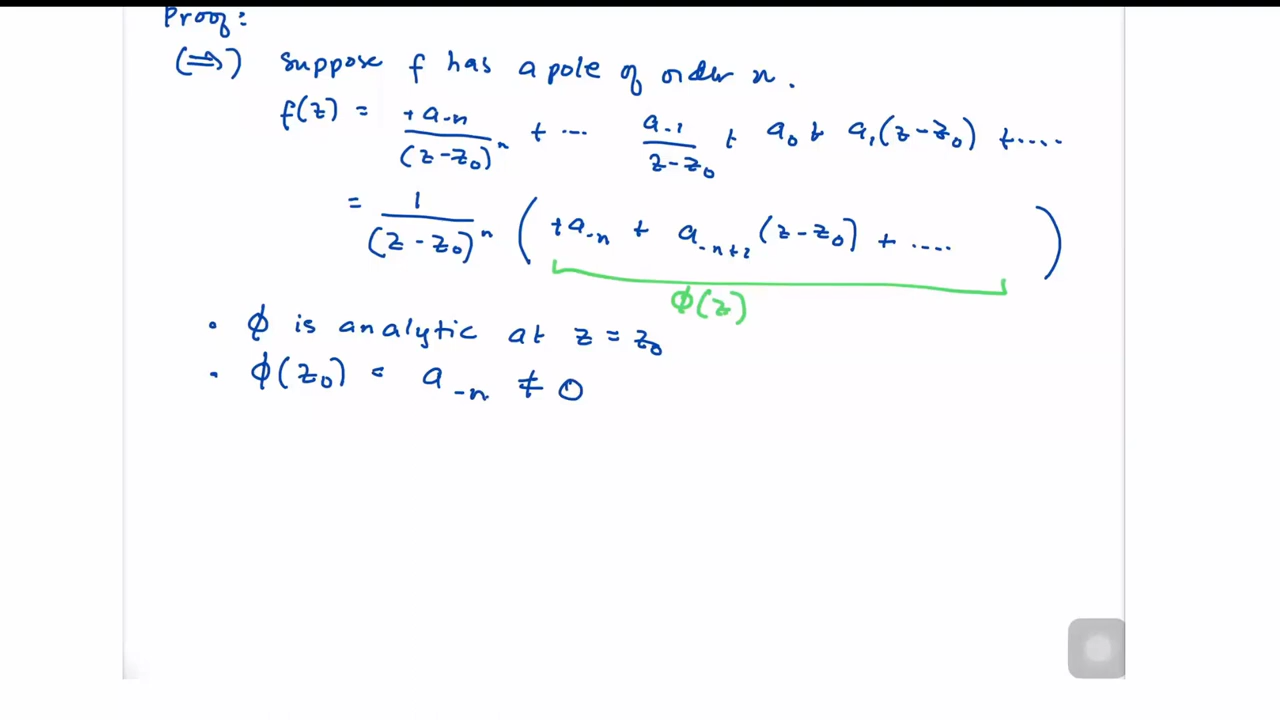 Proof:
(⟹) Suppose f has a pole of order n.
f(z) = +a₋ₙ/(z-z₀)ⁿ + ... a₋₁/z-z₀ + a₀ + a₁(z-z₀) + ....
= 1/(z-z₀)ⁿ ( +a₋ₙ + a₋ₙ₊₁(z-z₀) + .... )
ϕ(z)
• ϕ is analytic at z = z₀
• ϕ(z₀) = a₋ₙ ≠ 0